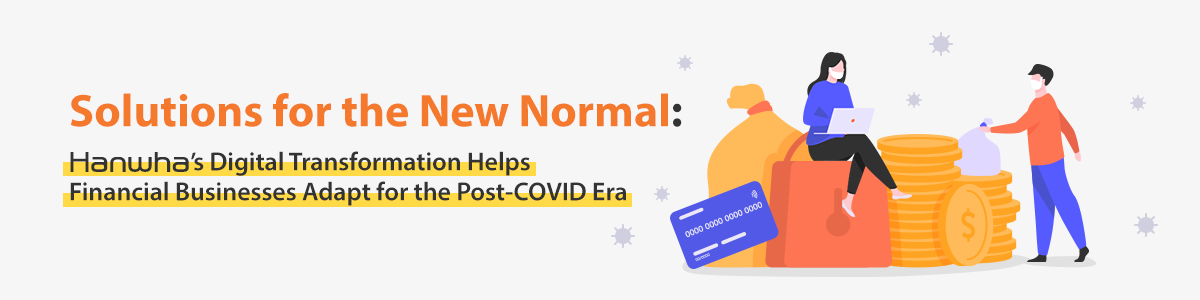 Solutions for the New Normal:
Hanwha's Digital Transformation Helps
Financial Businesses Adapt for the Post-COVID Era
0000 0000 0000 0000
$